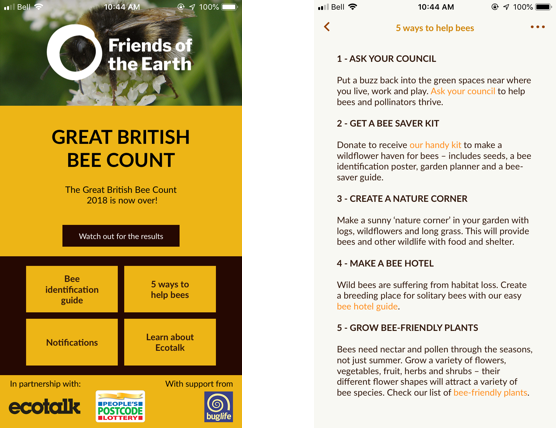 Bell 10:44 AM 100%
Friends of
the Earth
GREAT BRITISH
BEE COUNT
The Great British Bee Count
2018 is now over!
Watch out for the results
Bee
identification
guide
5 ways to
help bees
Notifications
Learn about
Ecotalk
In partnership with:
With support from
ecotalk
PEOPLE'S
POSTCODE
LOTTERY
buglife
Bell 10:44 AM 100%
5 ways to help bees
1 - ASK YOUR COUNCIL
Put a buzz back into the green spaces near where
you live, work and play. Ask your council to help
bees and pollinators thrive.
2 - GET A BEE SAVER KIT
Donate to receive our handy kit to make a
wildflower haven for bees – includes seeds, a bee
identification poster, garden planner and a bee-
saver guide.
3 - CREATE A NATURE CORNER
Make a sunny 'nature corner' in your garden with
logs, wildflowers and long grass. This will provide
bees and other wildlife with food and shelter.
4 - MAKE A BEE HOTEL
Wild bees are suffering from habitat loss. Create
a breeding place for solitary bees with our easy
bee hotel guide.
5 - GROW BEE-FRIENDLY PLANTS
Bees need nectar and pollen through the seasons,
not just summer. Grow a variety of flowers,
vegetables, fruit, herbs and shrubs – their
different flower shapes will attract a variety of
bee species. Check our list of bee-friendly plants.